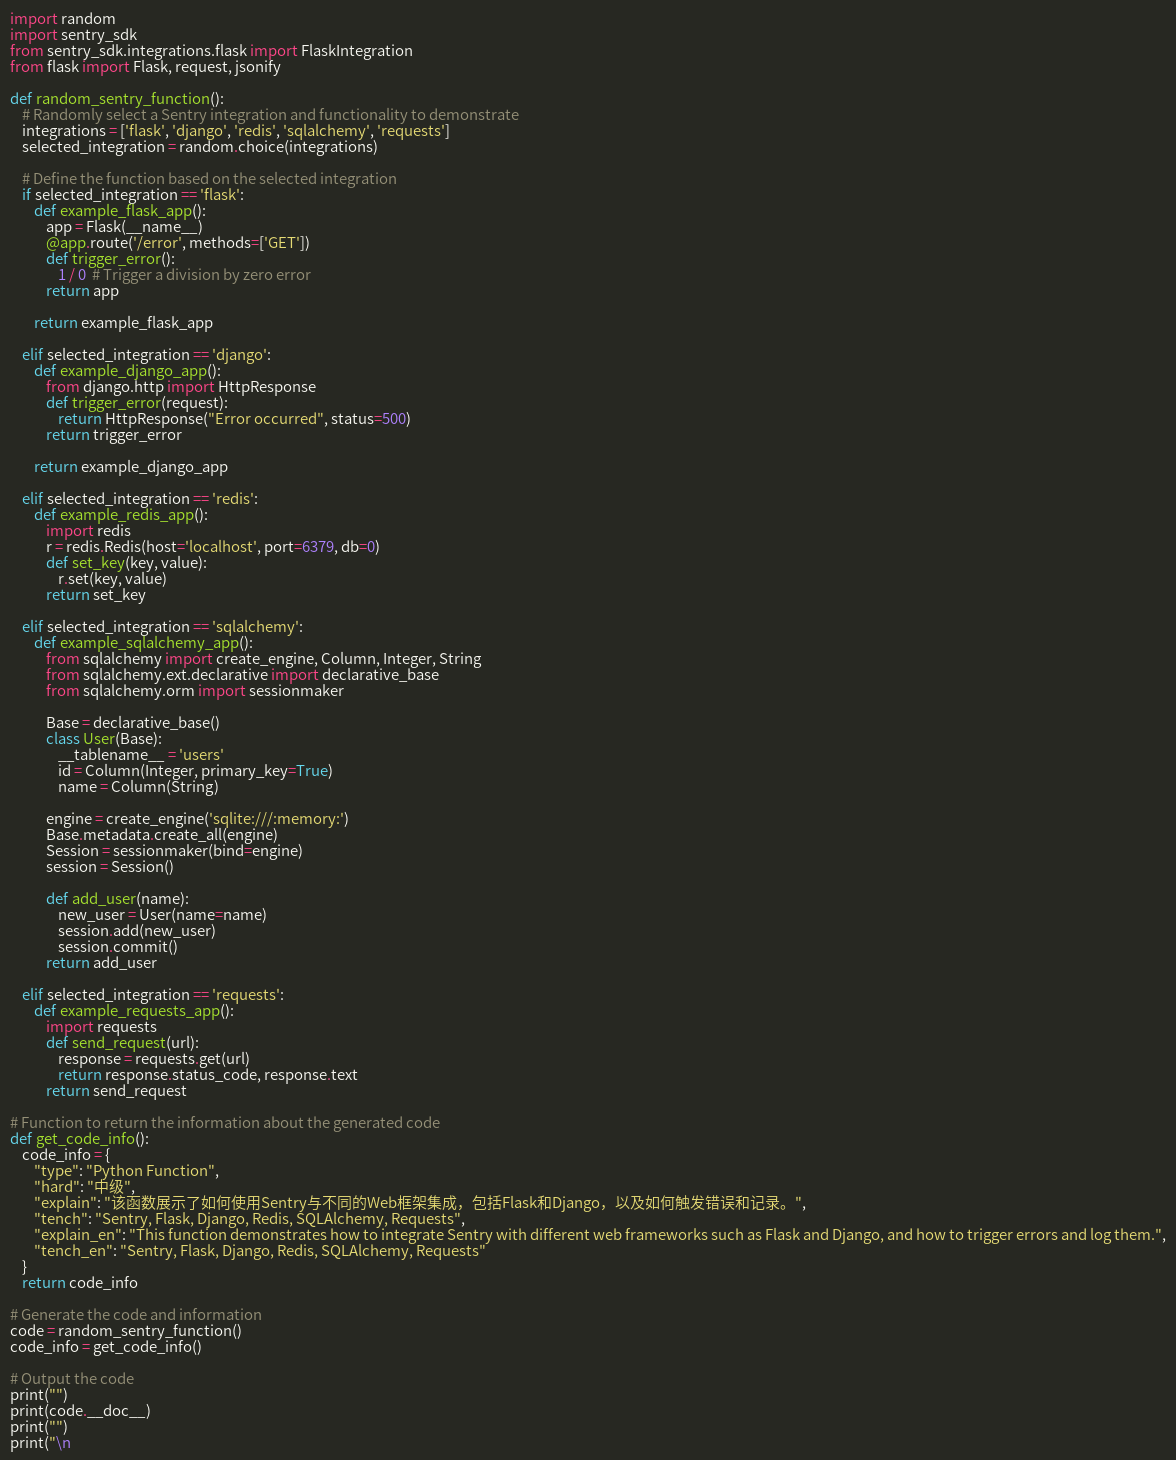 import random
import sentry_sdk
from sentry_sdk.integrations.flask import FlaskIntegration
from flask import Flask, request, jsonify

def random_sentry_function():
    # Randomly select a Sentry integration and functionality to demonstrate
    integrations = ['flask', 'django', 'redis', 'sqlalchemy', 'requests']
    selected_integration = random.choice(integrations)

    # Define the function based on the selected integration
    if selected_integration == 'flask':
        def example_flask_app():
            app = Flask(__name__)
            @app.route('/error', methods=['GET'])
            def trigger_error():
                1 / 0  # Trigger a division by zero error
            return app

        return example_flask_app

    elif selected_integration == 'django':
        def example_django_app():
            from django.http import HttpResponse
            def trigger_error(request):
                return HttpResponse("Error occurred", status=500)
            return trigger_error

        return example_django_app

    elif selected_integration == 'redis':
        def example_redis_app():
            import redis
            r = redis.Redis(host='localhost', port=6379, db=0)
            def set_key(key, value):
                r.set(key, value)
            return set_key

    elif selected_integration == 'sqlalchemy':
        def example_sqlalchemy_app():
            from sqlalchemy import create_engine, Column, Integer, String
            from sqlalchemy.ext.declarative import declarative_base
            from sqlalchemy.orm import sessionmaker

            Base = declarative_base()
            class User(Base):
                __tablename__ = 'users'
                id = Column(Integer, primary_key=True)
                name = Column(String)

            engine = create_engine('sqlite:///:memory:')
            Base.metadata.create_all(engine)
            Session = sessionmaker(bind=engine)
            session = Session()

            def add_user(name):
                new_user = User(name=name)
                session.add(new_user)
                session.commit()
            return add_user

    elif selected_integration == 'requests':
        def example_requests_app():
            import requests
            def send_request(url):
                response = requests.get(url)
                return response.status_code, response.text
            return send_request

# Function to return the information about the generated code
def get_code_info():
    code_info = {
        "type": "Python Function",
        "hard": "中级",
        "explain": "该函数展示了如何使用Sentry与不同的Web框架集成，包括Flask和Django，以及如何触发错误和记录。",
        "tench": "Sentry, Flask, Django, Redis, SQLAlchemy, Requests",
        "explain_en": "This function demonstrates how to integrate Sentry with different web frameworks such as Flask and Django, and how to trigger errors and log them.",
        "tench_en": "Sentry, Flask, Django, Redis, SQLAlchemy, Requests"
    }
    return code_info

# Generate the code and information
code = random_sentry_function()
code_info = get_code_info()

# Output the code
print("")
print(code.__doc__)
print("")
print("\n